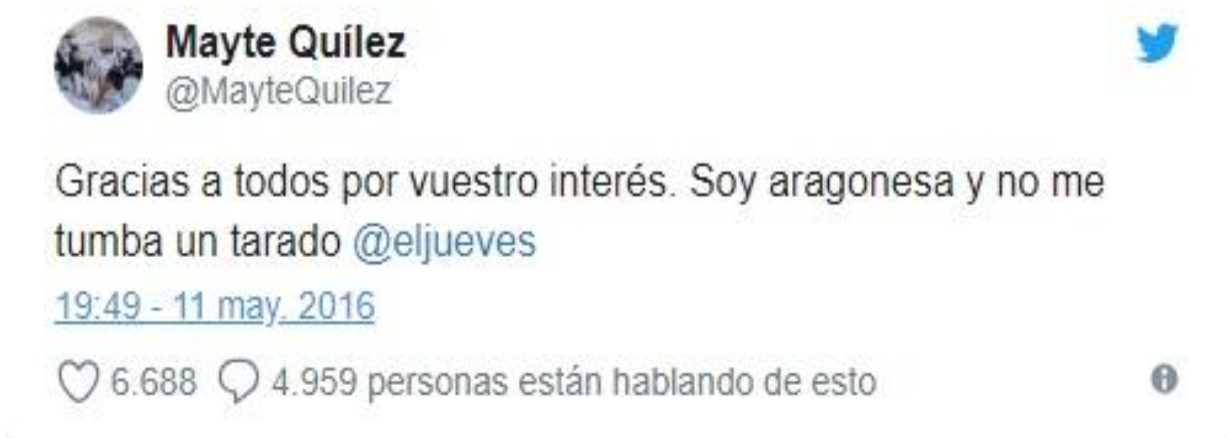 Mayte Quílez
@MayteQuilez
Gracias a todos por vuestro interés. Soy aragonesa y no me
tumba un tarado @eljueves
19:49 - 11 may. 2016
6.688 4.959 personas están hablando de esto